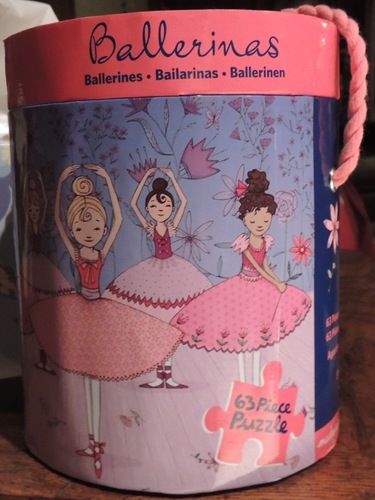 Ballerinas
Ballerines • Bailarinas • Ballerinen
63 Piece
Puzzle